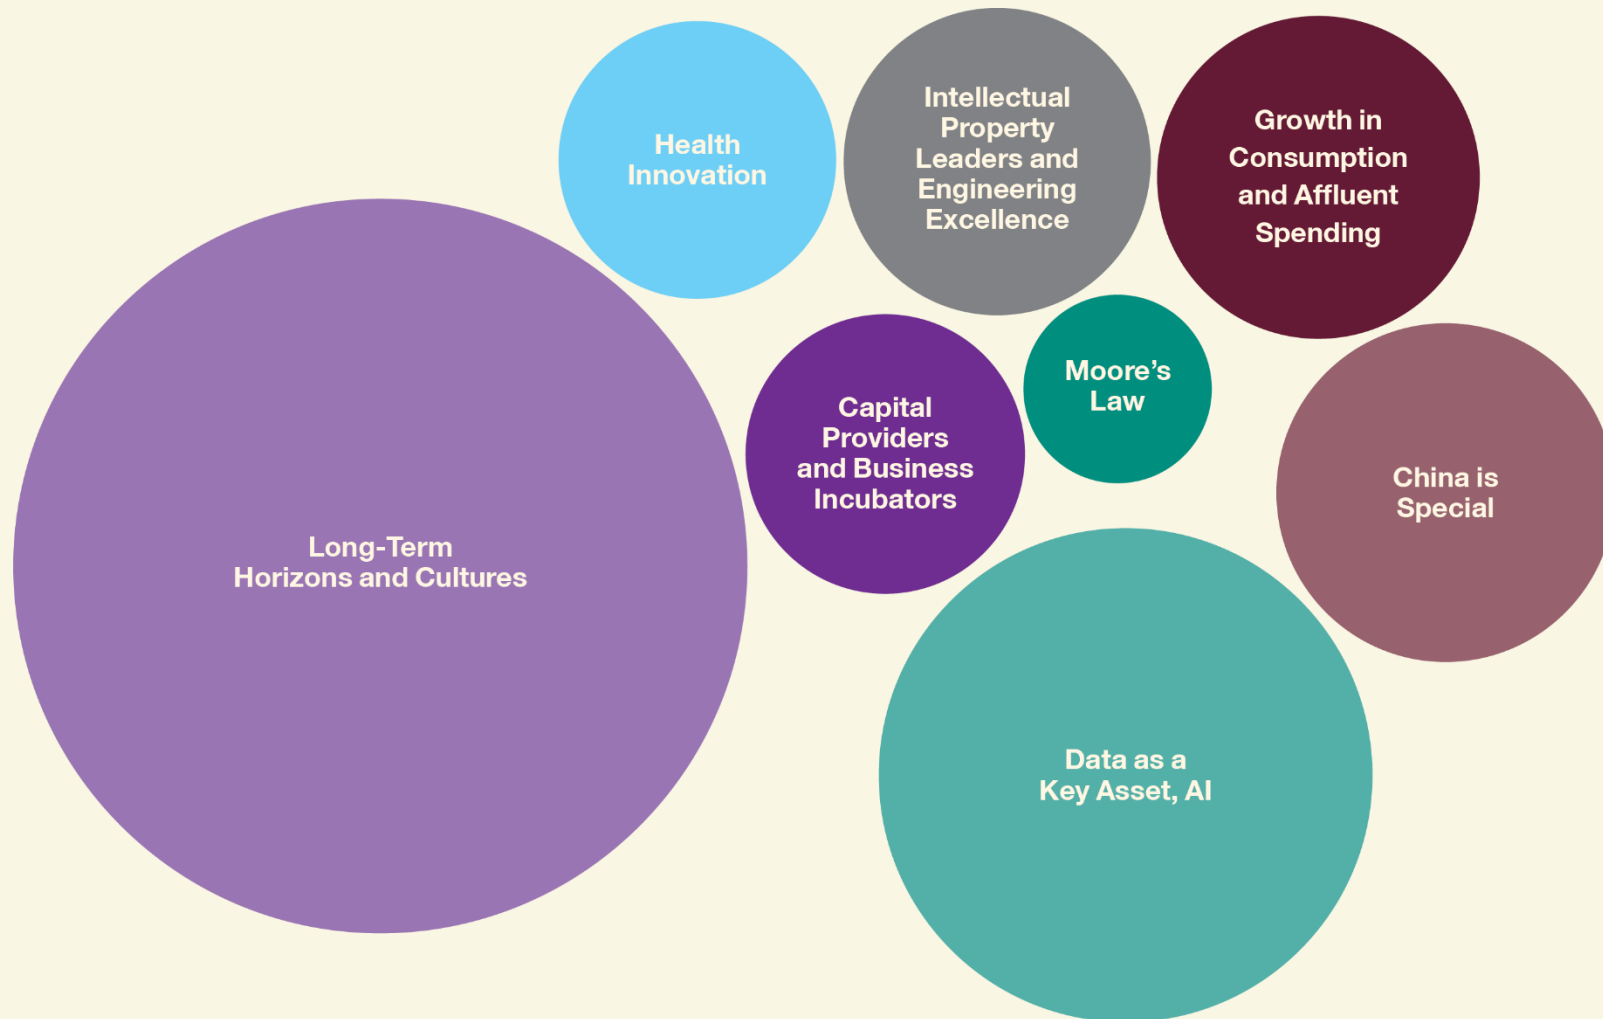 Health
Innovation
Intellectual
Property
Leaders and
Engineering
Excellence
Growth in
Consumption
and Affluent
Spending
Long-Term
Horizons and Cultures
Capital
Providers
and Business
Incubators
Moore’s
Law
China is
Special
Data as a
Key Asset, AI